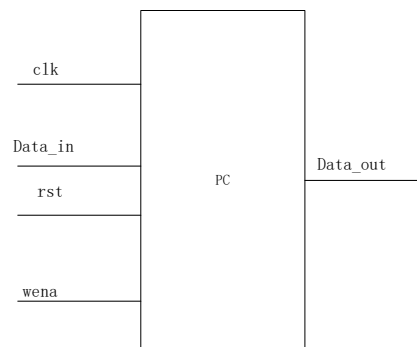 clk
Data_in
rst
wena
PC
Data_out